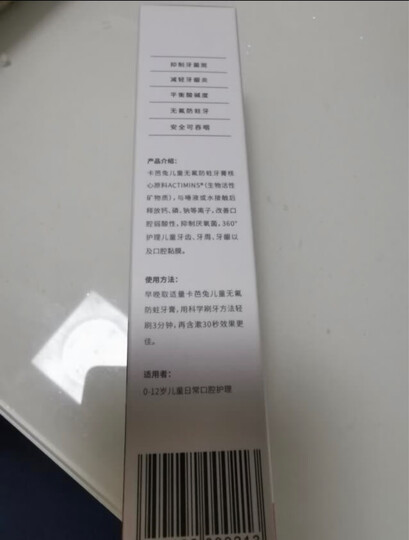 抑制牙菌斑
减轻牙龈炎
平衡酸碱度
无氟防蛀牙
安全可吞咽
产品介绍:
卡芭兔儿童无氟防蛀牙膏核
心原料ACTIMINS®(生物活性
矿物质)，与唾液或水接触后
释放钙、磷、钠等离子，改善口
腔弱酸性，抑制厌氧菌，360°
护理儿童牙齿、牙周、牙龈以
及口腔黏膜。
使用方法:
早晚取适量卡芭兔儿童无氟
防蛀牙膏，用科学刷牙方法轻
刷3分钟，再含漱30秒效果更
佳。
适用者:
0-12岁儿童日常口腔护理